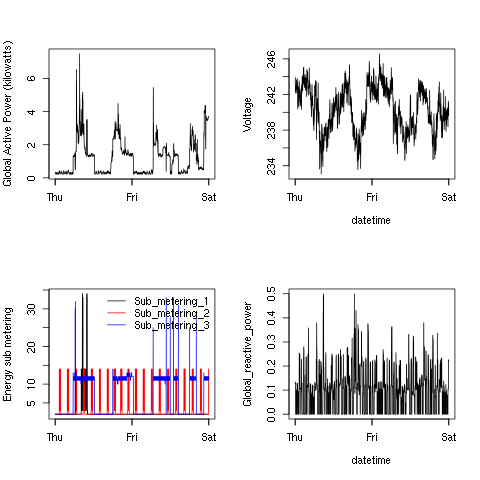 Global Active Power (kilowatts)
0 2 4 6
Thu Fri Sat
Voltage
234 238 242 246
Thu Fri Sat
datetime
Energy sub metering
5 10 20 30
Sub_metering_1
Sub_metering_2
Sub_metering_3
Thu Fri Sat
Global_reactive_power
0.0 0.1 0.2 0.3 0.4 0.5
Thu Fri Sat
datetime